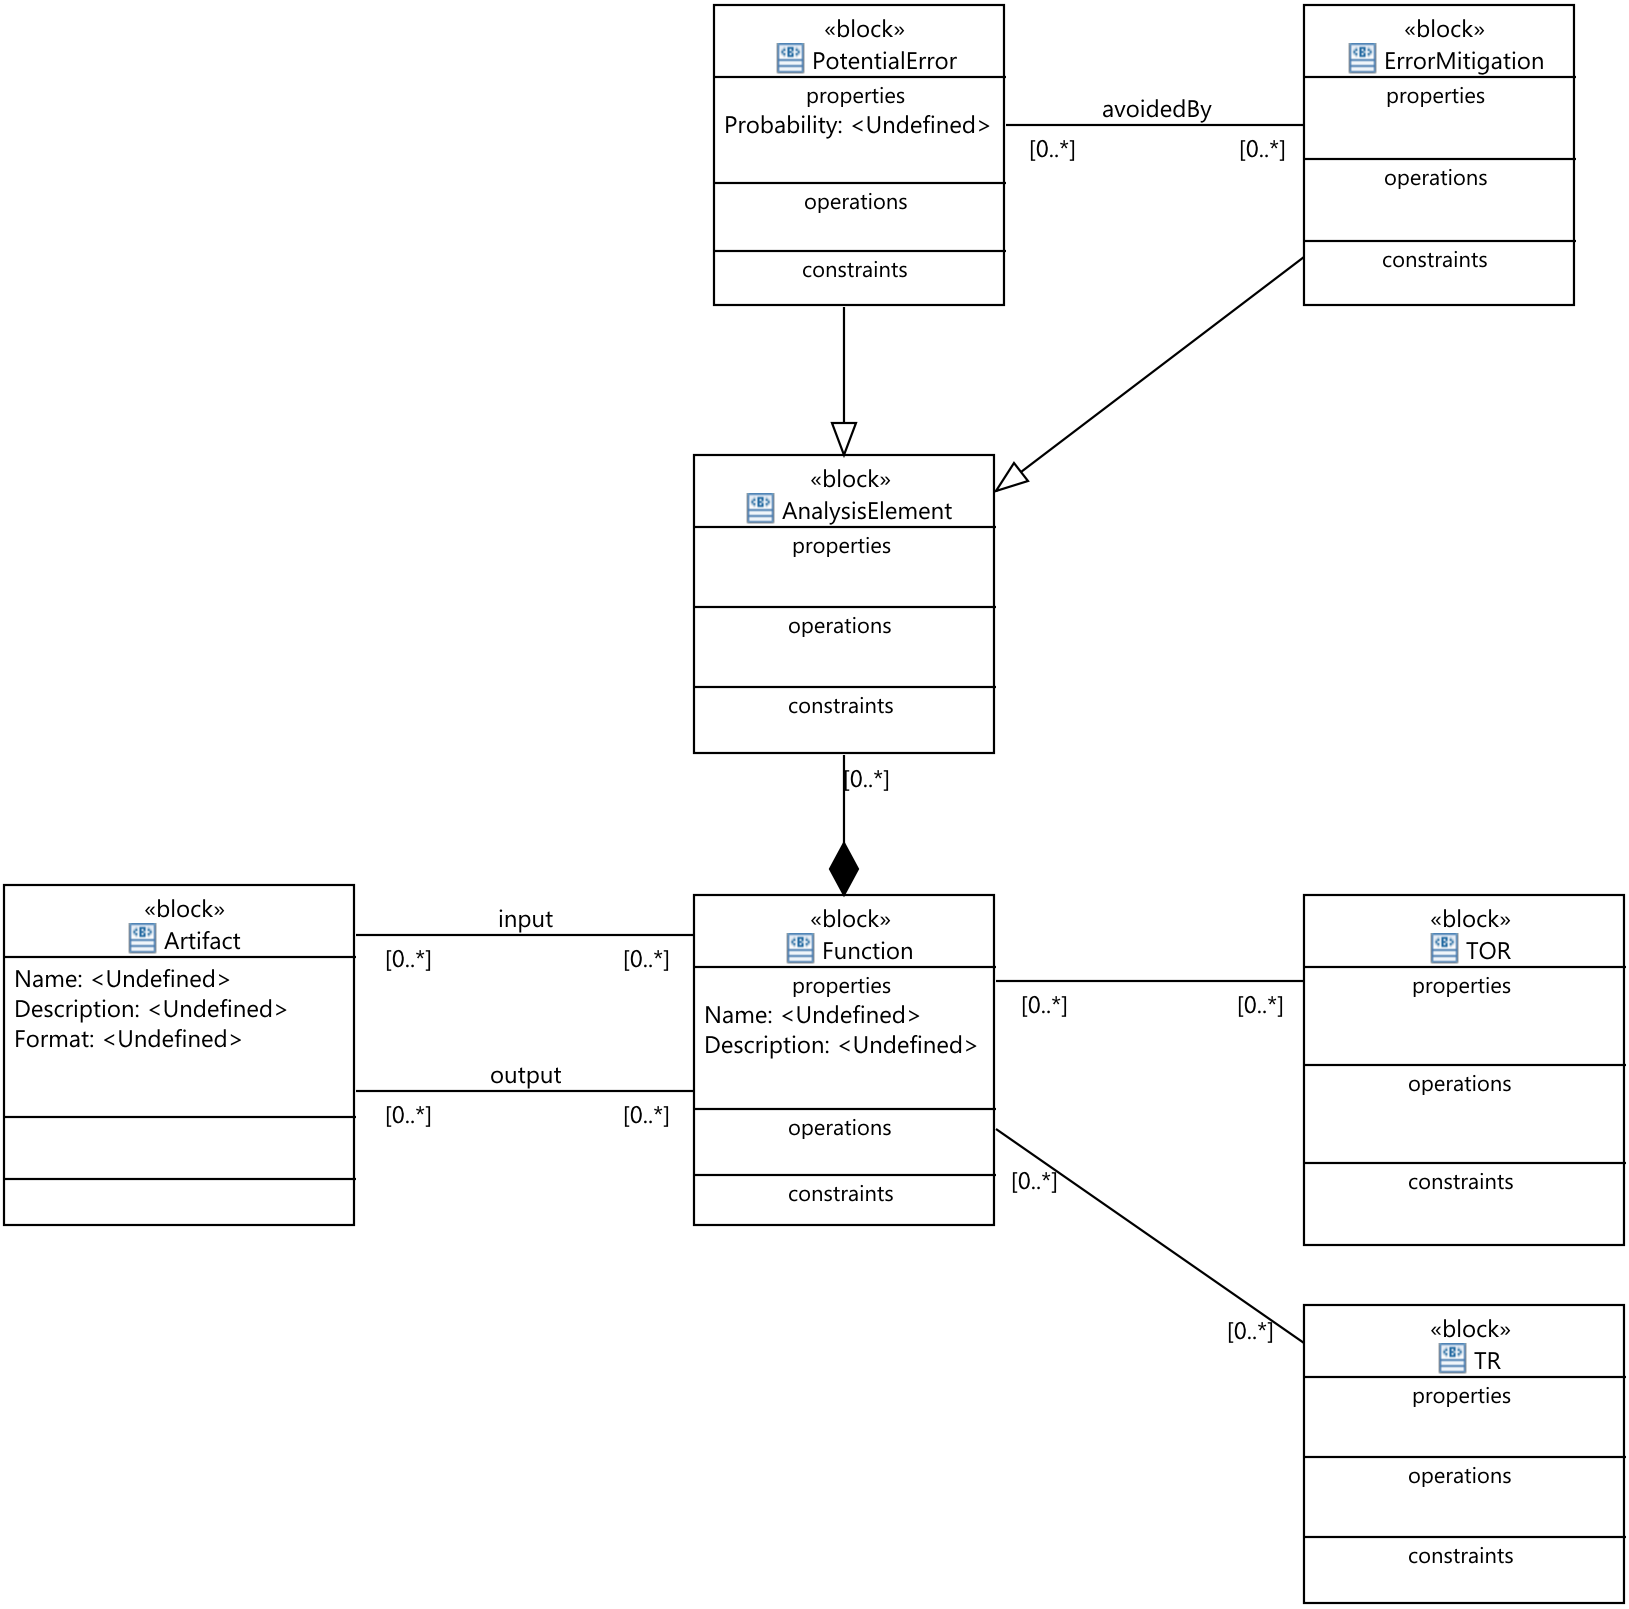 «block»
PotentialError
properties
Probability: <Undefined>
operations
constraints
avoidedBy
[0..*]
[0..*]
«block»
ErrorMitigation
properties
operations
constraints
«block»
AnalysisElement
properties
operations
constraints
[0..*]
«block»
Artifact
Name: <Undefined>
Description: <Undefined>
Format: <Undefined>
input
[0..*]
[0..*]
output
[0..*]
[0..*]
«block»
Function
properties
Name: <Undefined>
Description: <Undefined>
operations
constraints
[0..*]
[0..*]
«block»
TOR
properties
operations
constraints
[0..*]
[0..*]
«block»
TR
properties
operations
constraints